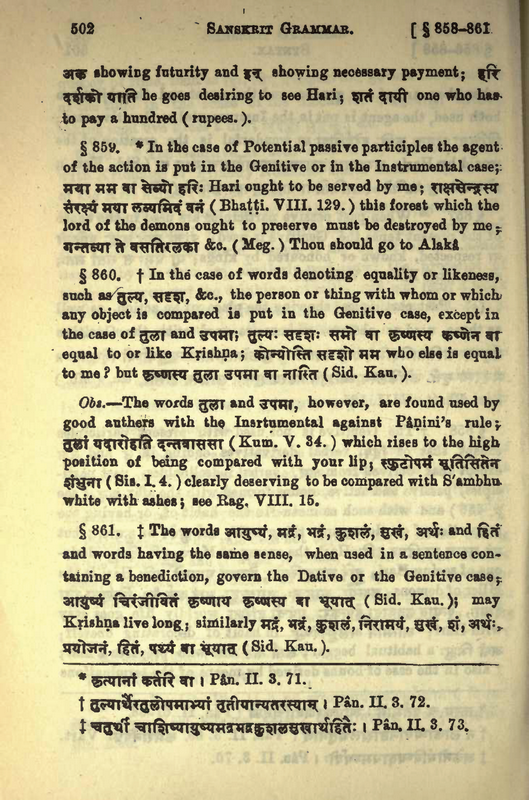 502 SANSKRIT GRAMMAR. [ § 858-861
अक showing futurity and इन् showing necessary payment; हरि
दर्शको याति he goes desiring to see Hari; शतं दायी one who has
to pay a hundred ( rupees. ).
§ 859. * In the case of Potential passive participles the agent
of the action is put in the Genitive or in the Instrumental case;
मया मम वा सेव्यो हरिः Hari ought to be served by me; राक्षसेन्द्रस्य
संरक्ष्यं मया लव्यमिदं वनं ( Bhaṭṭi. VIII. 129. ) this forest which the
lord of the demons ought to preserve must be destroyed by me;
गन्तव्या ते वसतिरलका &c. ( Meg. ) Thou should go to Alakâ
§ 860. † In the case of words denoting equality or likeness,
such as तुल्य, सदृश, &c., the person or thing with whom or which
any object is compared is put in the Genitive case, except in
the case of तुला and उपमा; तुल्यः सदृशः समो वा कृष्णस्य कृष्णेन वा
equal to or like Krishṇa; कोन्योस्ति सदृशो मम who else is equal
to me ? but कृष्णस्य तुला उपमा वा नास्ति ( Sid. Kau. ).
Obs.—The words तुला and उपमा, however, are found used by
good authers with the Insrtumental against Pâṇini's rule;
तुलां यदारोहति दन्तवाससा ( Kum. V. 34. ) which rises to the high
position of being compared with your lip; स्फुटोपमं भूतिसितेन
शंभुना ( Sis. I. 4. ) clearly deserving to be compared with S'ambhu
white with ashes; see Rag. VIII. 15.
§ 861. ‡ The words आयुष्यं, मद्रं, भद्रं, कुशलं, सुखं, अर्थः and हितं
and words having the same sense, when used in a sentence con-
taining a benediction, govern the Dative or the Genitive case;
आयुष्यं चिरंजीवितं कृष्णाय कृष्णस्य वा भूयात् ( Sid. Kau. ); may
Krishṇa live long; similarly मद्रं, भद्रं, कुशलं, निरामयं, सुखं, शं, अर्थः,
प्रयोजनं, हितं, पथ्यं वा भूयात् ( Sid. Kau. ).
* कृत्यानां कर्तरि वा । Pân. II. 3. 71.
† तुल्यार्थैरतुलोपमाभ्यां तृतीयान्यतरस्याम् । Pân. II. 3. 72.
‡ चतुर्थी चाशिष्यायुष्यमद्रभद्रकुशलसुखार्थहितैः । Pân. II. 3. 73.